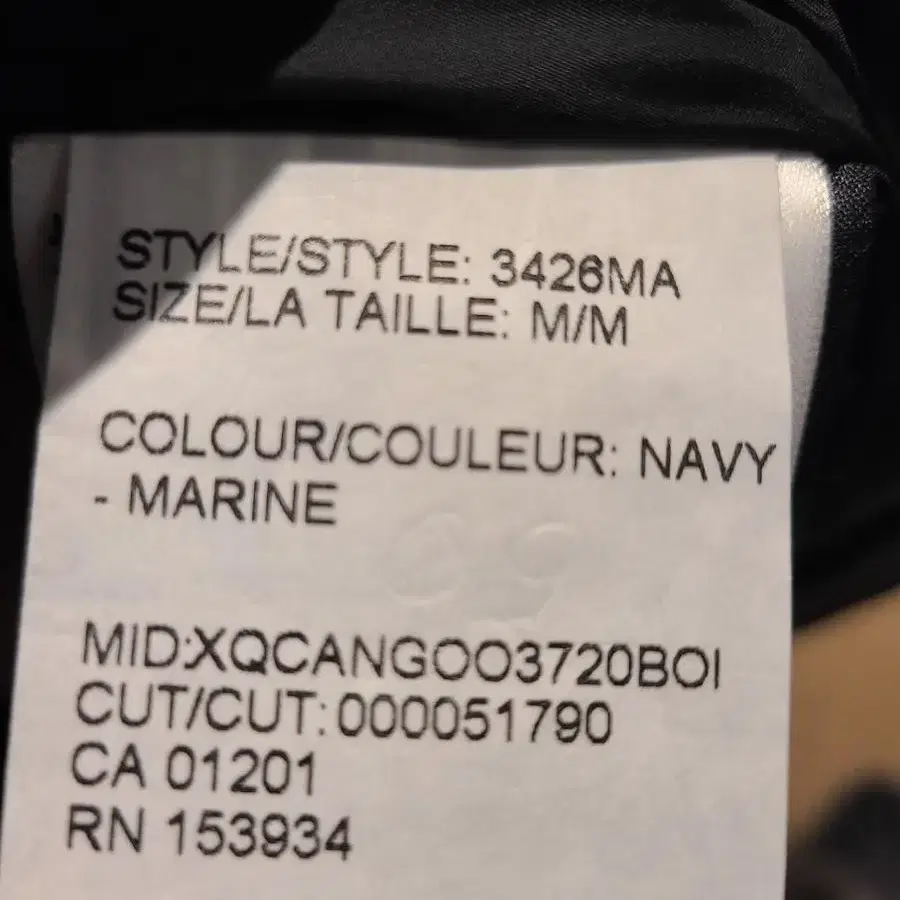 STYLE/STYLE: 3426MA
SIZE/LA TAILLE: M/M
COLOUR/COULEUR: NAVY
- MARINE
MID:XQCANGOO3720BOI
CUT/CUT:000051790
CA 01201
RN 153934